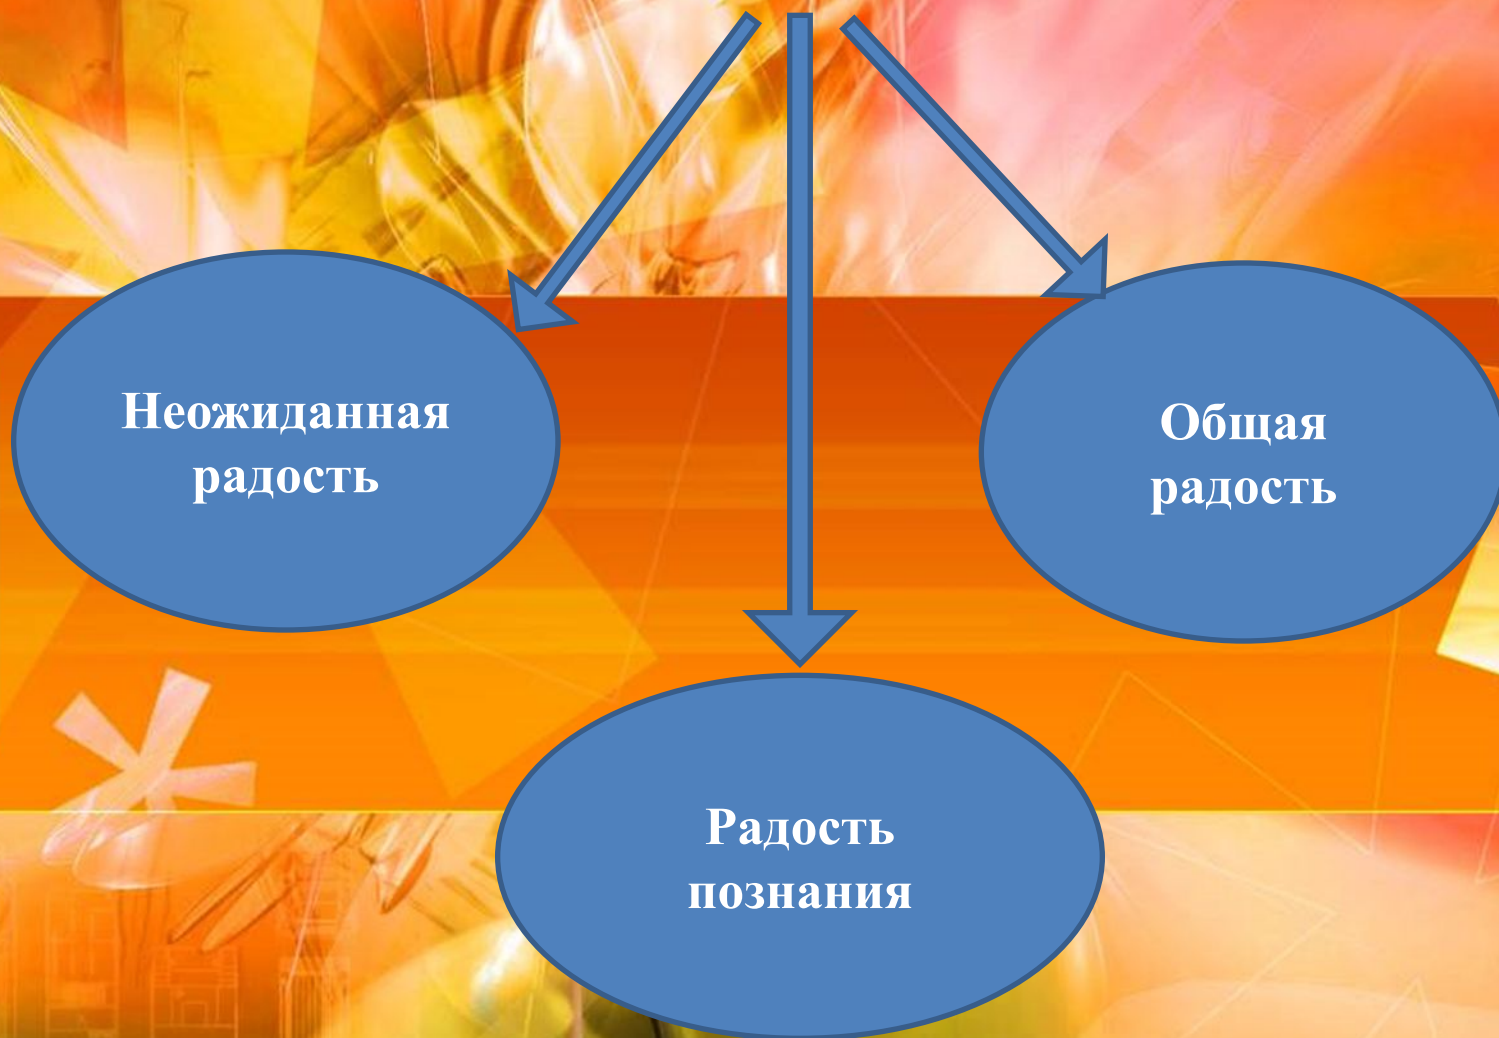 Неожиданная
радость
Общая
радость
Радость
познания